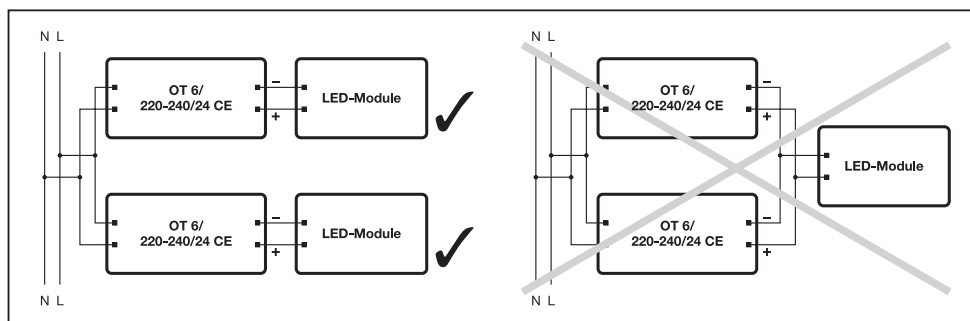 N L
OT 6/
220-240/24 CE
−
+
LED-Module
OT 6/
220-240/24 CE
−
+
LED-Module
N L
N L
OT 6/
220-240/24 CE
−
+
LED-Module
OT 6/
220-240/24 CE
−
+
N L